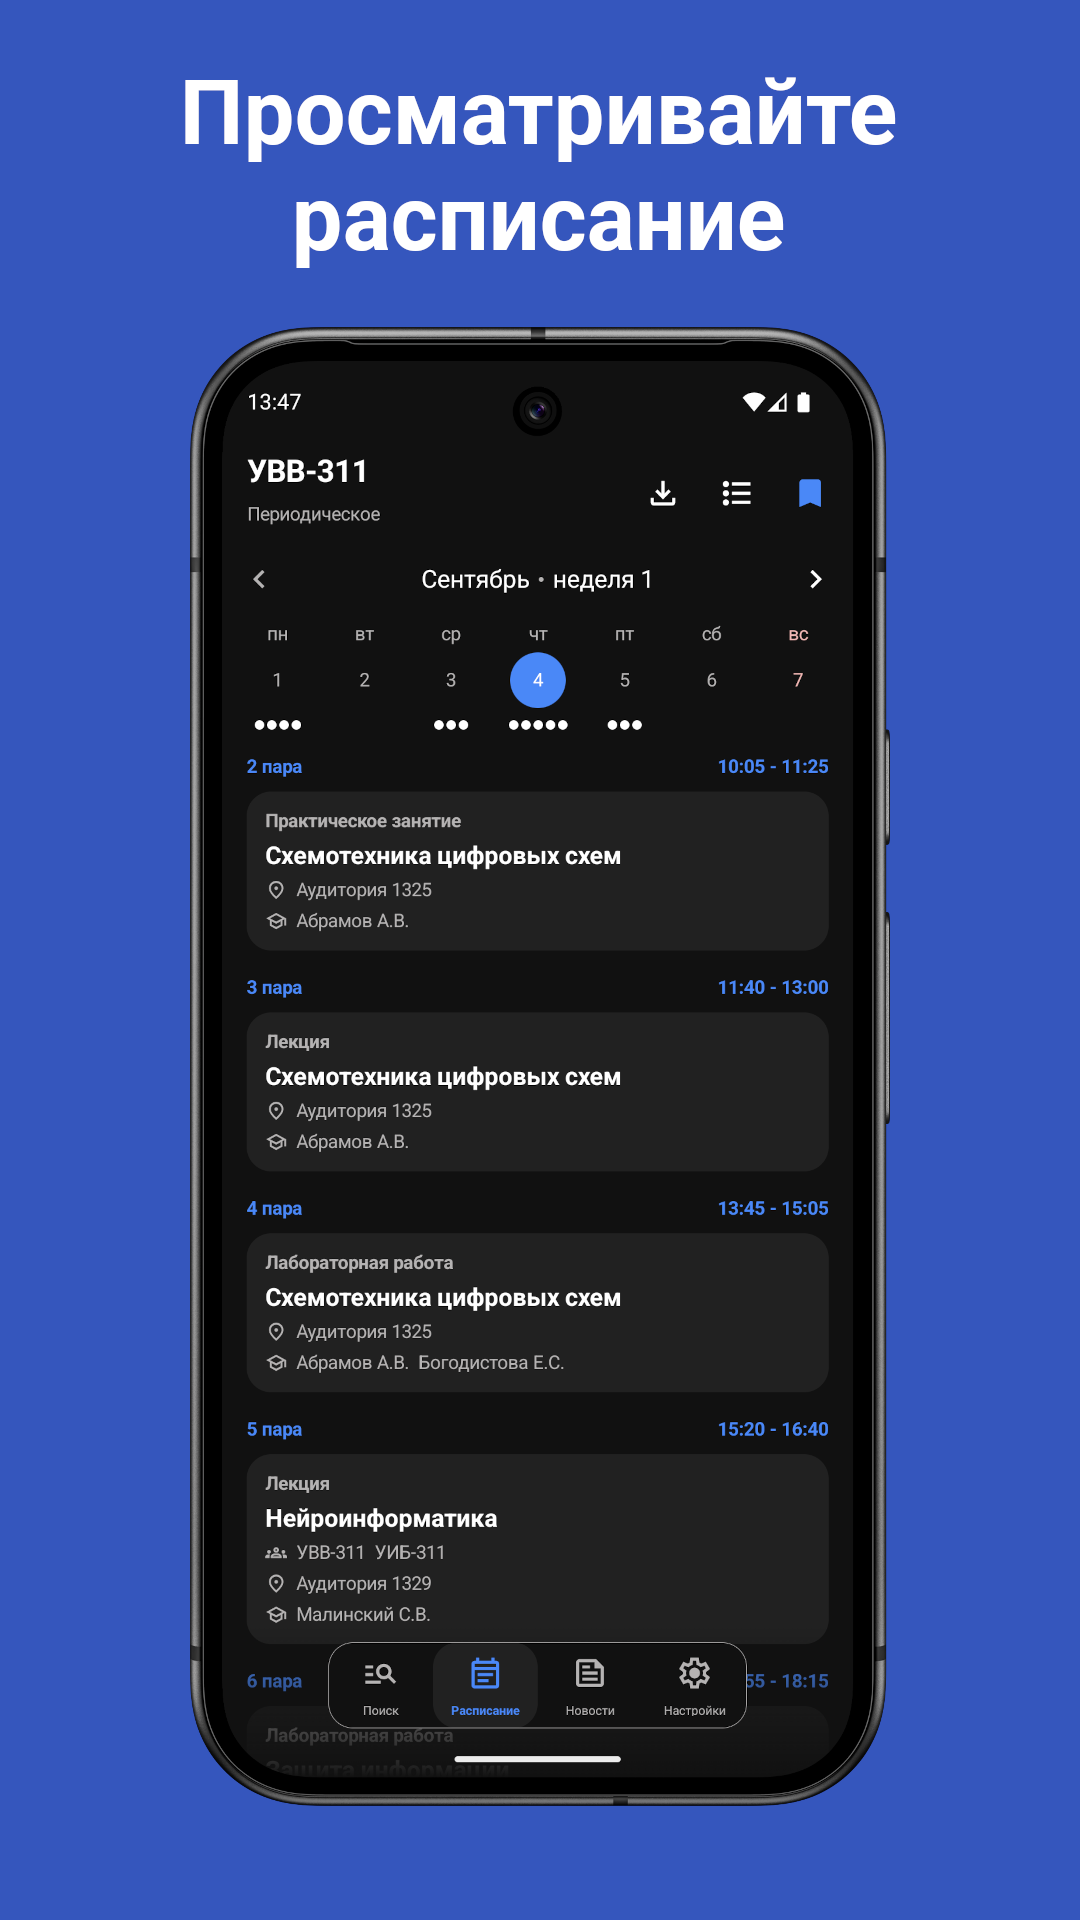 Просматривайте
расписание
13:47
УВВ-311
Периодическое
Сентябрь • неделя 1
пн вт ср чт пт сб вс
1 2 3 4 5 6 7
2 пара 10:05 - 11:25
Практическое занятие
Схемотехника цифровых схем
Аудитория 1325
Абрамов А.В.
3 пара 11:40 - 13:00
Лекция
Схемотехника цифровых схем
Аудитория 1325
Абрамов А.В.
4 пара 13:45 - 15:05
Лабораторная работа
Схемотехника цифровых схем
Аудитория 1325
Абрамов А.В. Богодистова Е.С.
5 пара 15:20 - 16:40
Лекция
Нейроинформатика
УВВ-311 УИБ-311
Аудитория 1329
Малинский С.В.
6 пара 55 - 18:15
Поиск Расписание Новости Настройки
Лабораторная работа
Защита информации